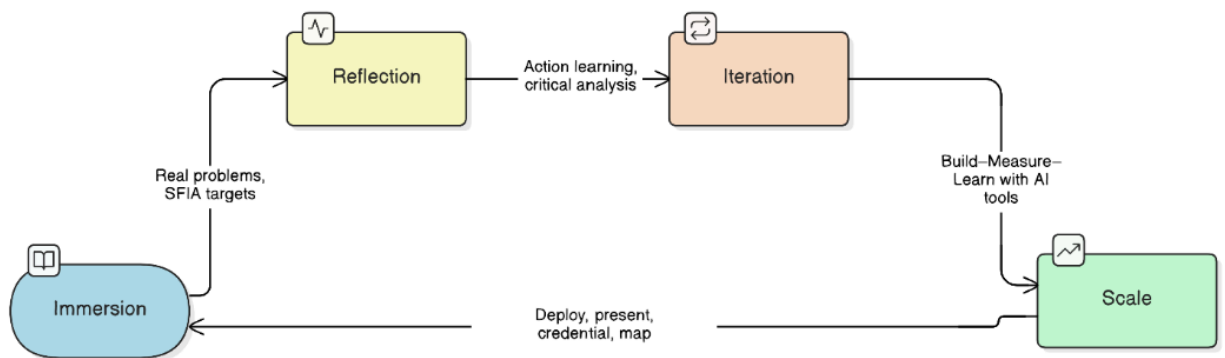 Reflection
Action learning,
critical analysis
Iteration
Real problems,
SFIA targets
Build–Measure–
Learn with AI
tools
Immersion
Deploy, present,
credential, map
Scale